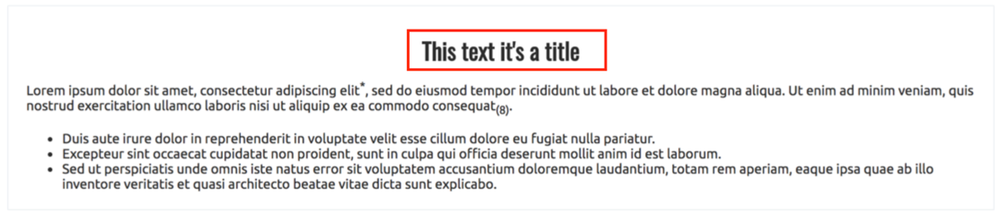 This text it's a title
Lorem ipsum dolor sit amet, consectetur adipiscing elit*, sed do eiusmod tempor incididunt ut labore et dolore magna aliqua. Ut enim ad minim veniam, quis
nostrud exercitation ullamco laboris nisi ut aliquip ex ea commodo consequat(8).
• Duis aute irure dolor in reprehenderit in voluptate velit esse cillum dolore eu fugiat nulla pariatur.
• Excepteur sint occaecat cupidatat non proident, sunt in culpa qui officia deserunt mollit anim id est laborum.
• Sed ut perspiciatis unde omnis iste natus error sit voluptatem accusantium doloremque laudantium, totam rem aperiam, eaque ipsa quae ab illo
inventore veritatis et quasi architecto beatae vitae dicta sunt explicabo.